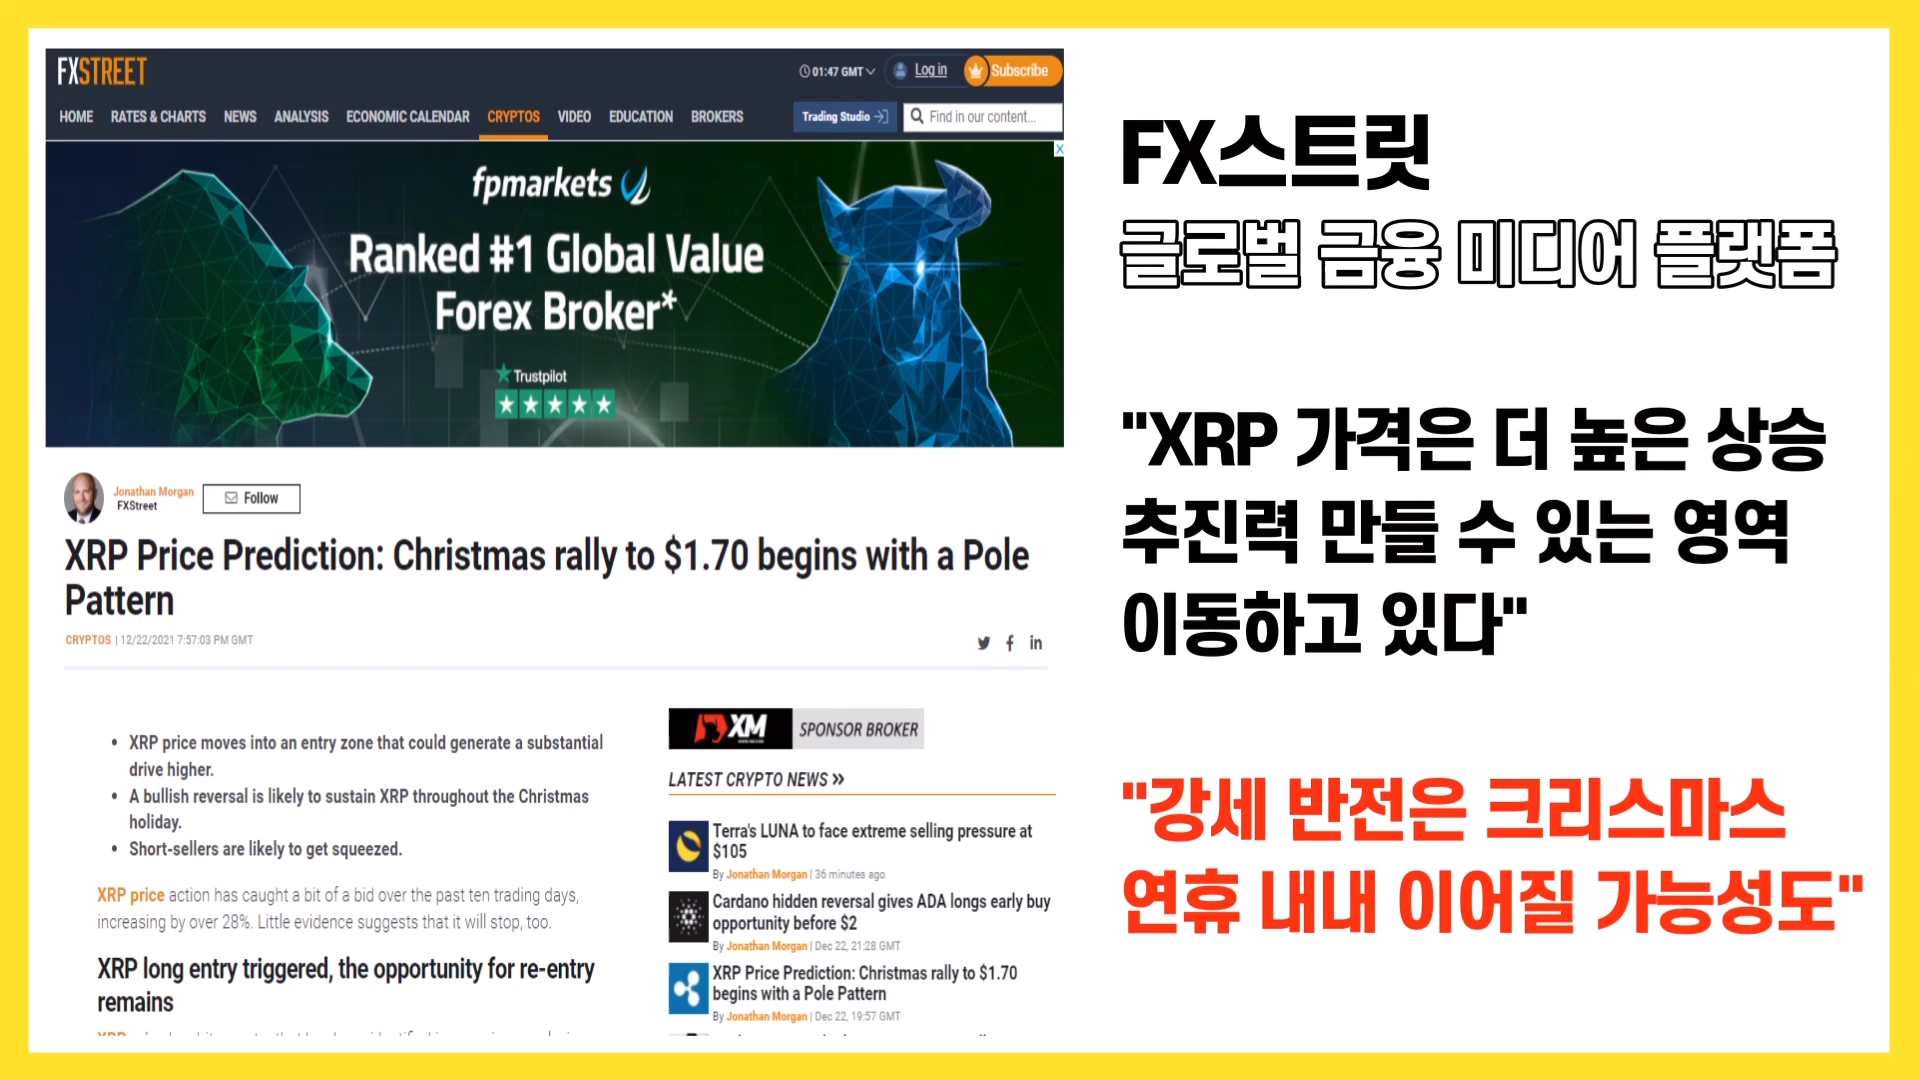 FXSTREET
01:47 GMT
Log in
Subscribe
HOME RATES & CHARTS NEWS ANALYSIS ECONOMIC CALENDAR CRYPTOS VIDEO EDUCATION BROKERS
Trading Studio
Find in our content...
fpmarkets
Ranked #1 Global Value
Forex Broker*
Trustpilot
Jonathan Morgan
FXStreet
Follow
XRP Price Prediction: Christmas rally to $1.70 begins with a Pole
Pattern
CRYPTOS | 12/22/2021 7:57:03 PM GMT
• XRP price moves into an entry zone that could generate a substantial
drive higher.
• A bullish reversal is likely to sustain XRP throughout the Christmas
holiday.
• Short-sellers are likely to get squeezed.
XRP price action has caught a bit of a bid over the past ten trading days,
increasing by over 28%. Little evidence suggests that it will stop, too.
XRP long entry triggered, the opportunity for re-entry
remains
XM
SPONSOR BROKER
LATEST CRYPTO NEWS »
Terra's LUNA to face extreme selling pressure at
$105
By Jonathan Morgan | 36 minutes ago
Cardano hidden reversal gives ADA longs early buy
opportunity before $2
By Jonathan Morgan | Dec 22, 21:28 GMT
XRP Price Prediction: Christmas rally to $1.70
begins with a Pole Pattern
By Jonathan Morgan | Dec 22, 19:57 GMT
FX스트릿
글로벌 금융 미디어 플랫폼
"XRP 가격은 더 높은 상승
추진력 만들 수 있는 영역
이동하고 있다"
"강세 반전은 크리스마스
연휴 내내 이어질 가능성도"